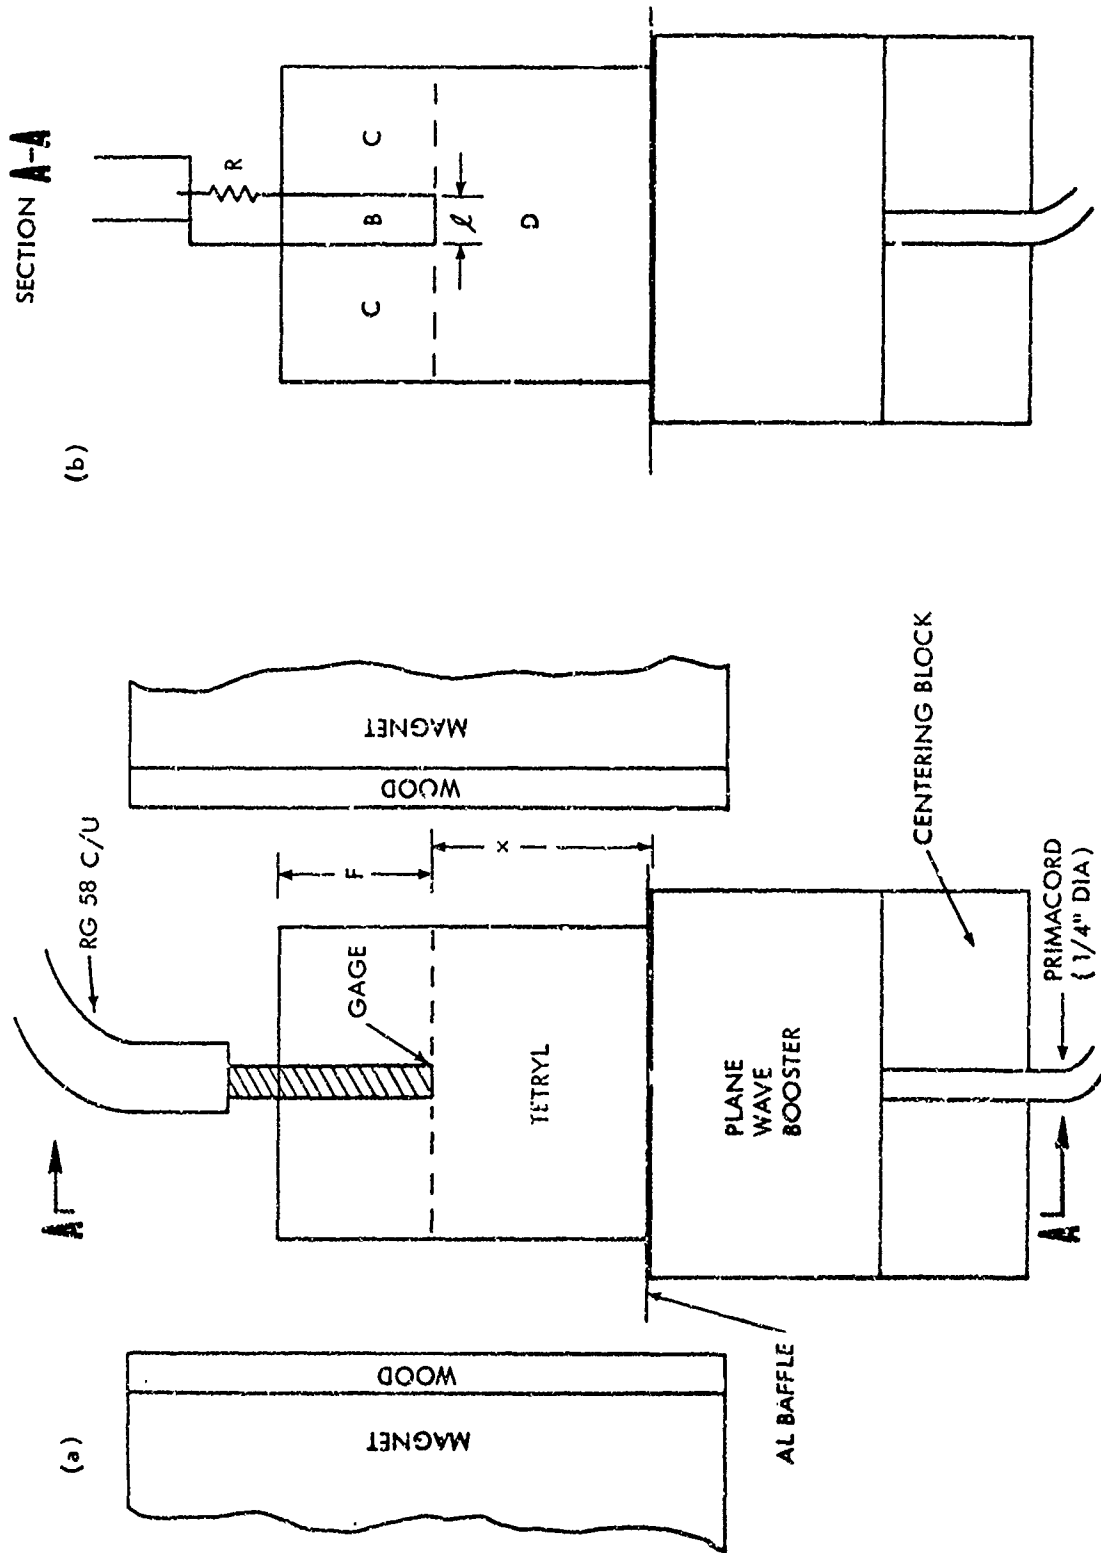 (a)
RG 58 C/U
MAGNET
WOOD
WOOD
MAGNET
GAGE
F
x
TETRYL
A
A
AL BAFFLE
PLANE
WAVE
BOOSTER
CENTERING BLOCK
PRIMACORD
(1/4" DIA)
(b)
SECTION A-A
R
C
B
C
ℓ
G